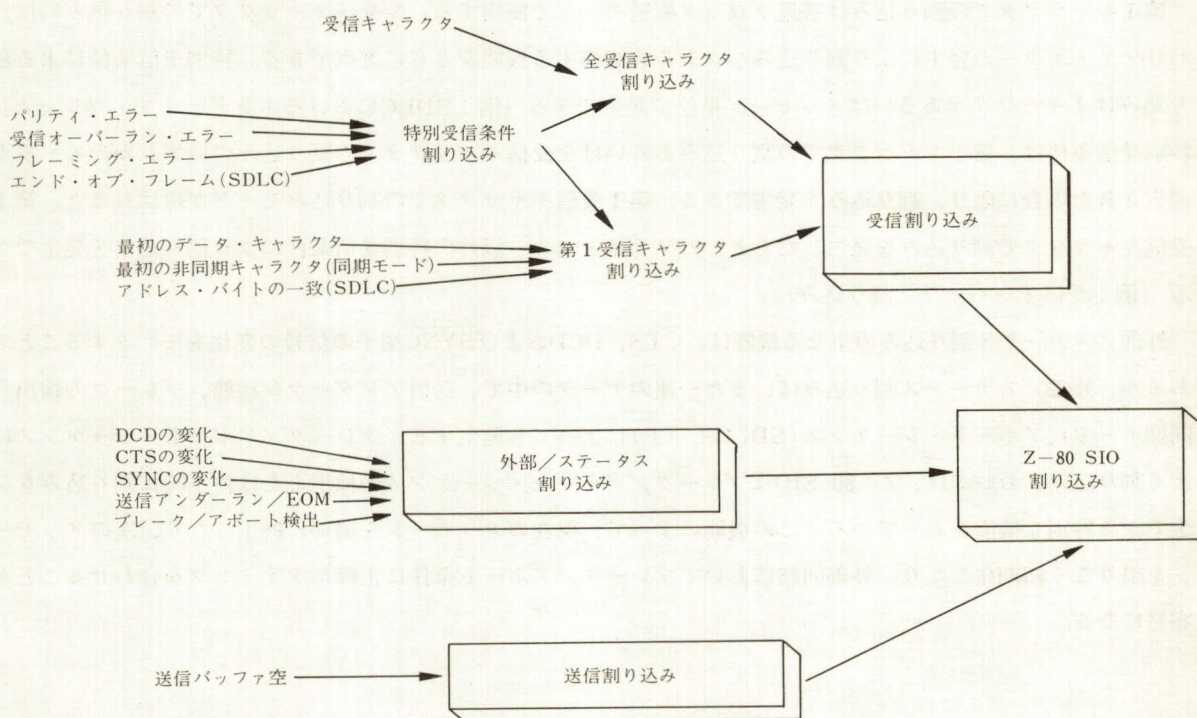 受信キャラクタ
全受信キャラクタ
割り込み
パリティ・エラー
受信オーバーラン・エラー
フレーミング・エラー
エンド・オブ・フレーム(SDLC)
特別受信条件
割り込み
最初のデータ・キャラクタ
最初の非同期キャラクタ(同期モード)
アドレス・バイトの一致(SDLC)
第1受信キャラクタ
割り込み
受信割り込み
DCDの変化
CTSの変化
SYNCの変化
送信アンダーラン/EOM
ブレーク/アボート検出
外部/ステータス
割り込み
Z-80 SIO
割り込み
送信バッファ空
送信割り込み